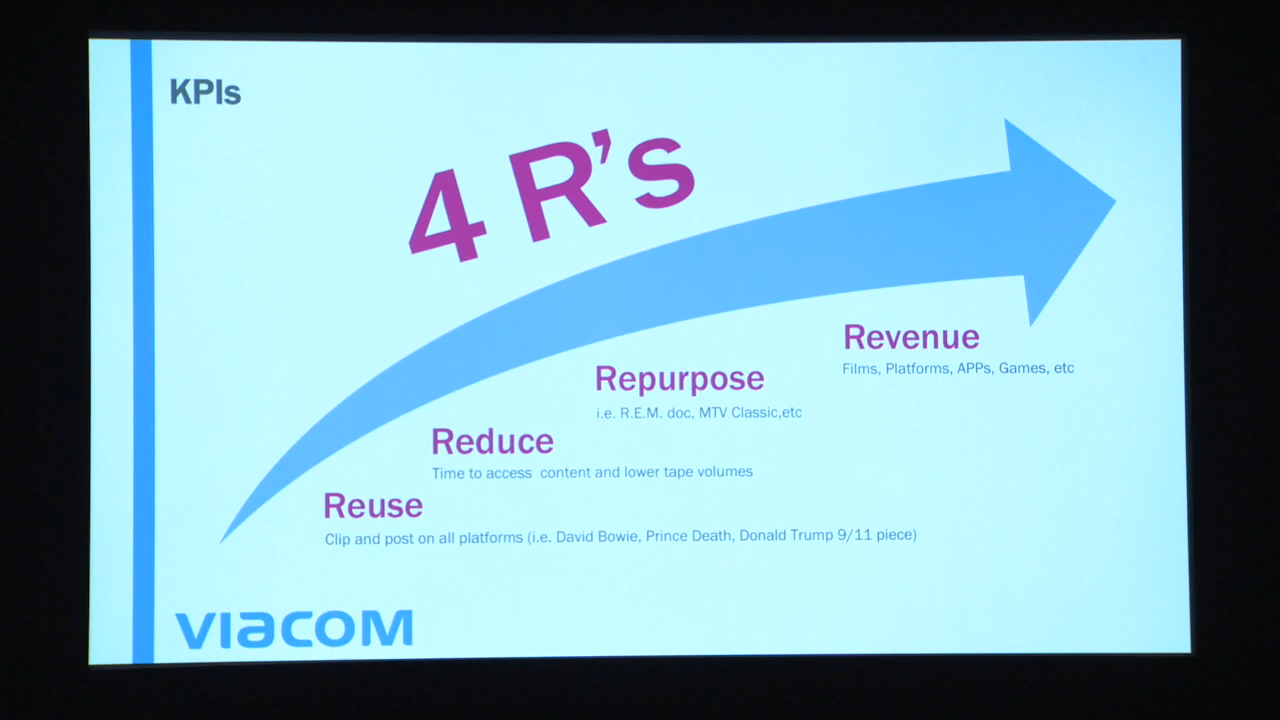 KPIs
4 R's
Revenue
Films, Platforms, APPs, Games, etc
Repurpose
i.e. R.E.M. doc, MTV Classic,etc
Reduce
Time to access content and lower tape volumes
Reuse
Clip and post on all platforms (i.e. David Bowie, Prince Death, Donald Trump 9/11 piece)
VIaCOM